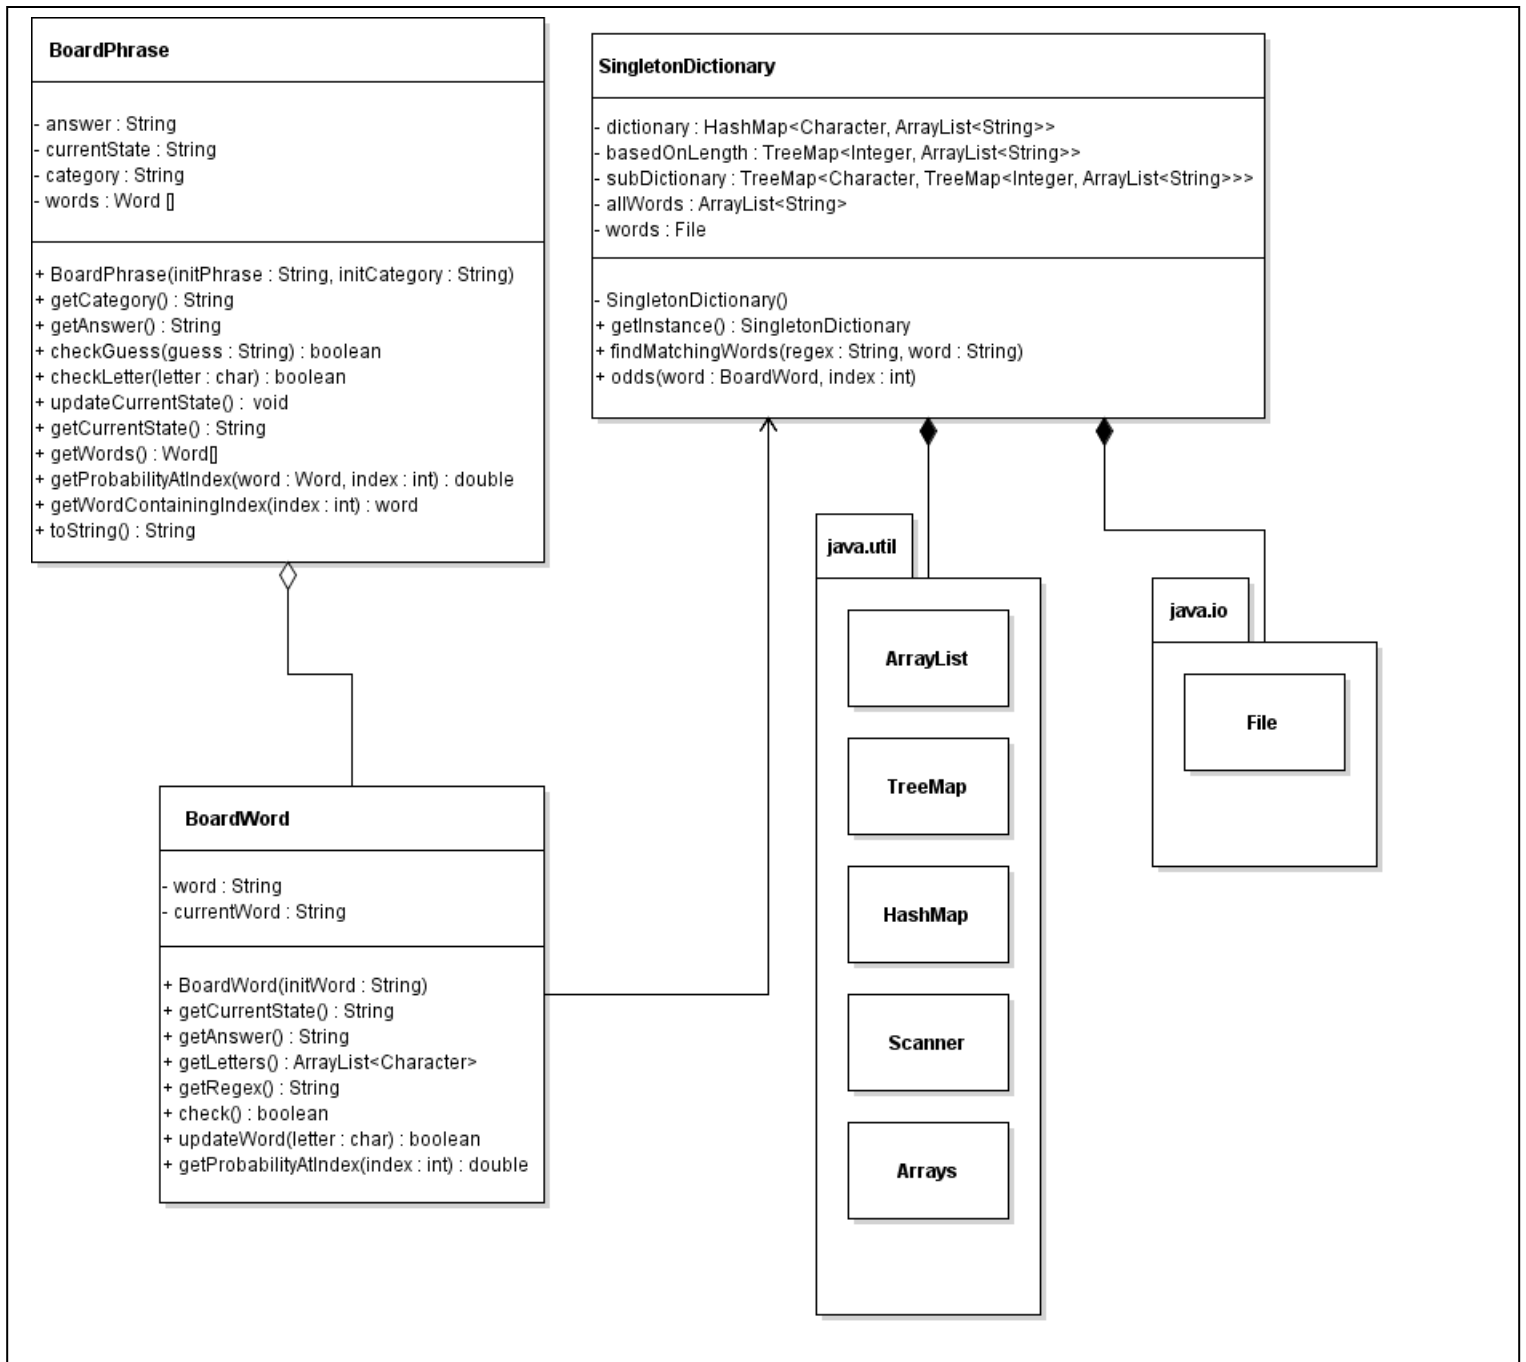 BoardPhrase
- answer : String
- currentState : String
- category : String
- words : Word []
+ BoardPhrase(initPhrase : String, initCategory : String)
+ getCategory() : String
+ getAnswer() : String
+ checkGuess(guess : String) : boolean
+ checkLetter(letter : char) : boolean
+ updateCurrentState() : void
+ getCurrentState() : String
+ getWords() : Word[]
+ getProbabilityAtIndex(word : Word, index : int) : double
+ getWordContainingIndex(index : int) : word
+ toString() : String
SingletonDictionary
- dictionary : HashMap<Character, ArrayList<String>>
- basedOnLength : TreeMap<Integer, ArrayList<String>>
- subDictionary : TreeMap<Character, TreeMap<Integer, ArrayList<String>>>
- allWords : ArrayList<String>
- words : File
- SingletonDictionary()
+ getInstance() : SingletonDictionary
+ findMatchingWords(regex : String, word : String)
+ odds(word : BoardWord, index : int)
BoardWord
- word : String
- currentWord : String
+ BoardWord(initWord : String)
+ getCurrentState() : String
+ getAnswer() : String
+ getLetters() : ArrayList<Character>
+ getRegex() : String
+ check() : boolean
+ updateWord(letter : char) : boolean
+ getProbabilityAtIndex(index : int) : double
java.util
ArrayList
TreeMap
HashMap
Scanner
Arrays
java.io
File